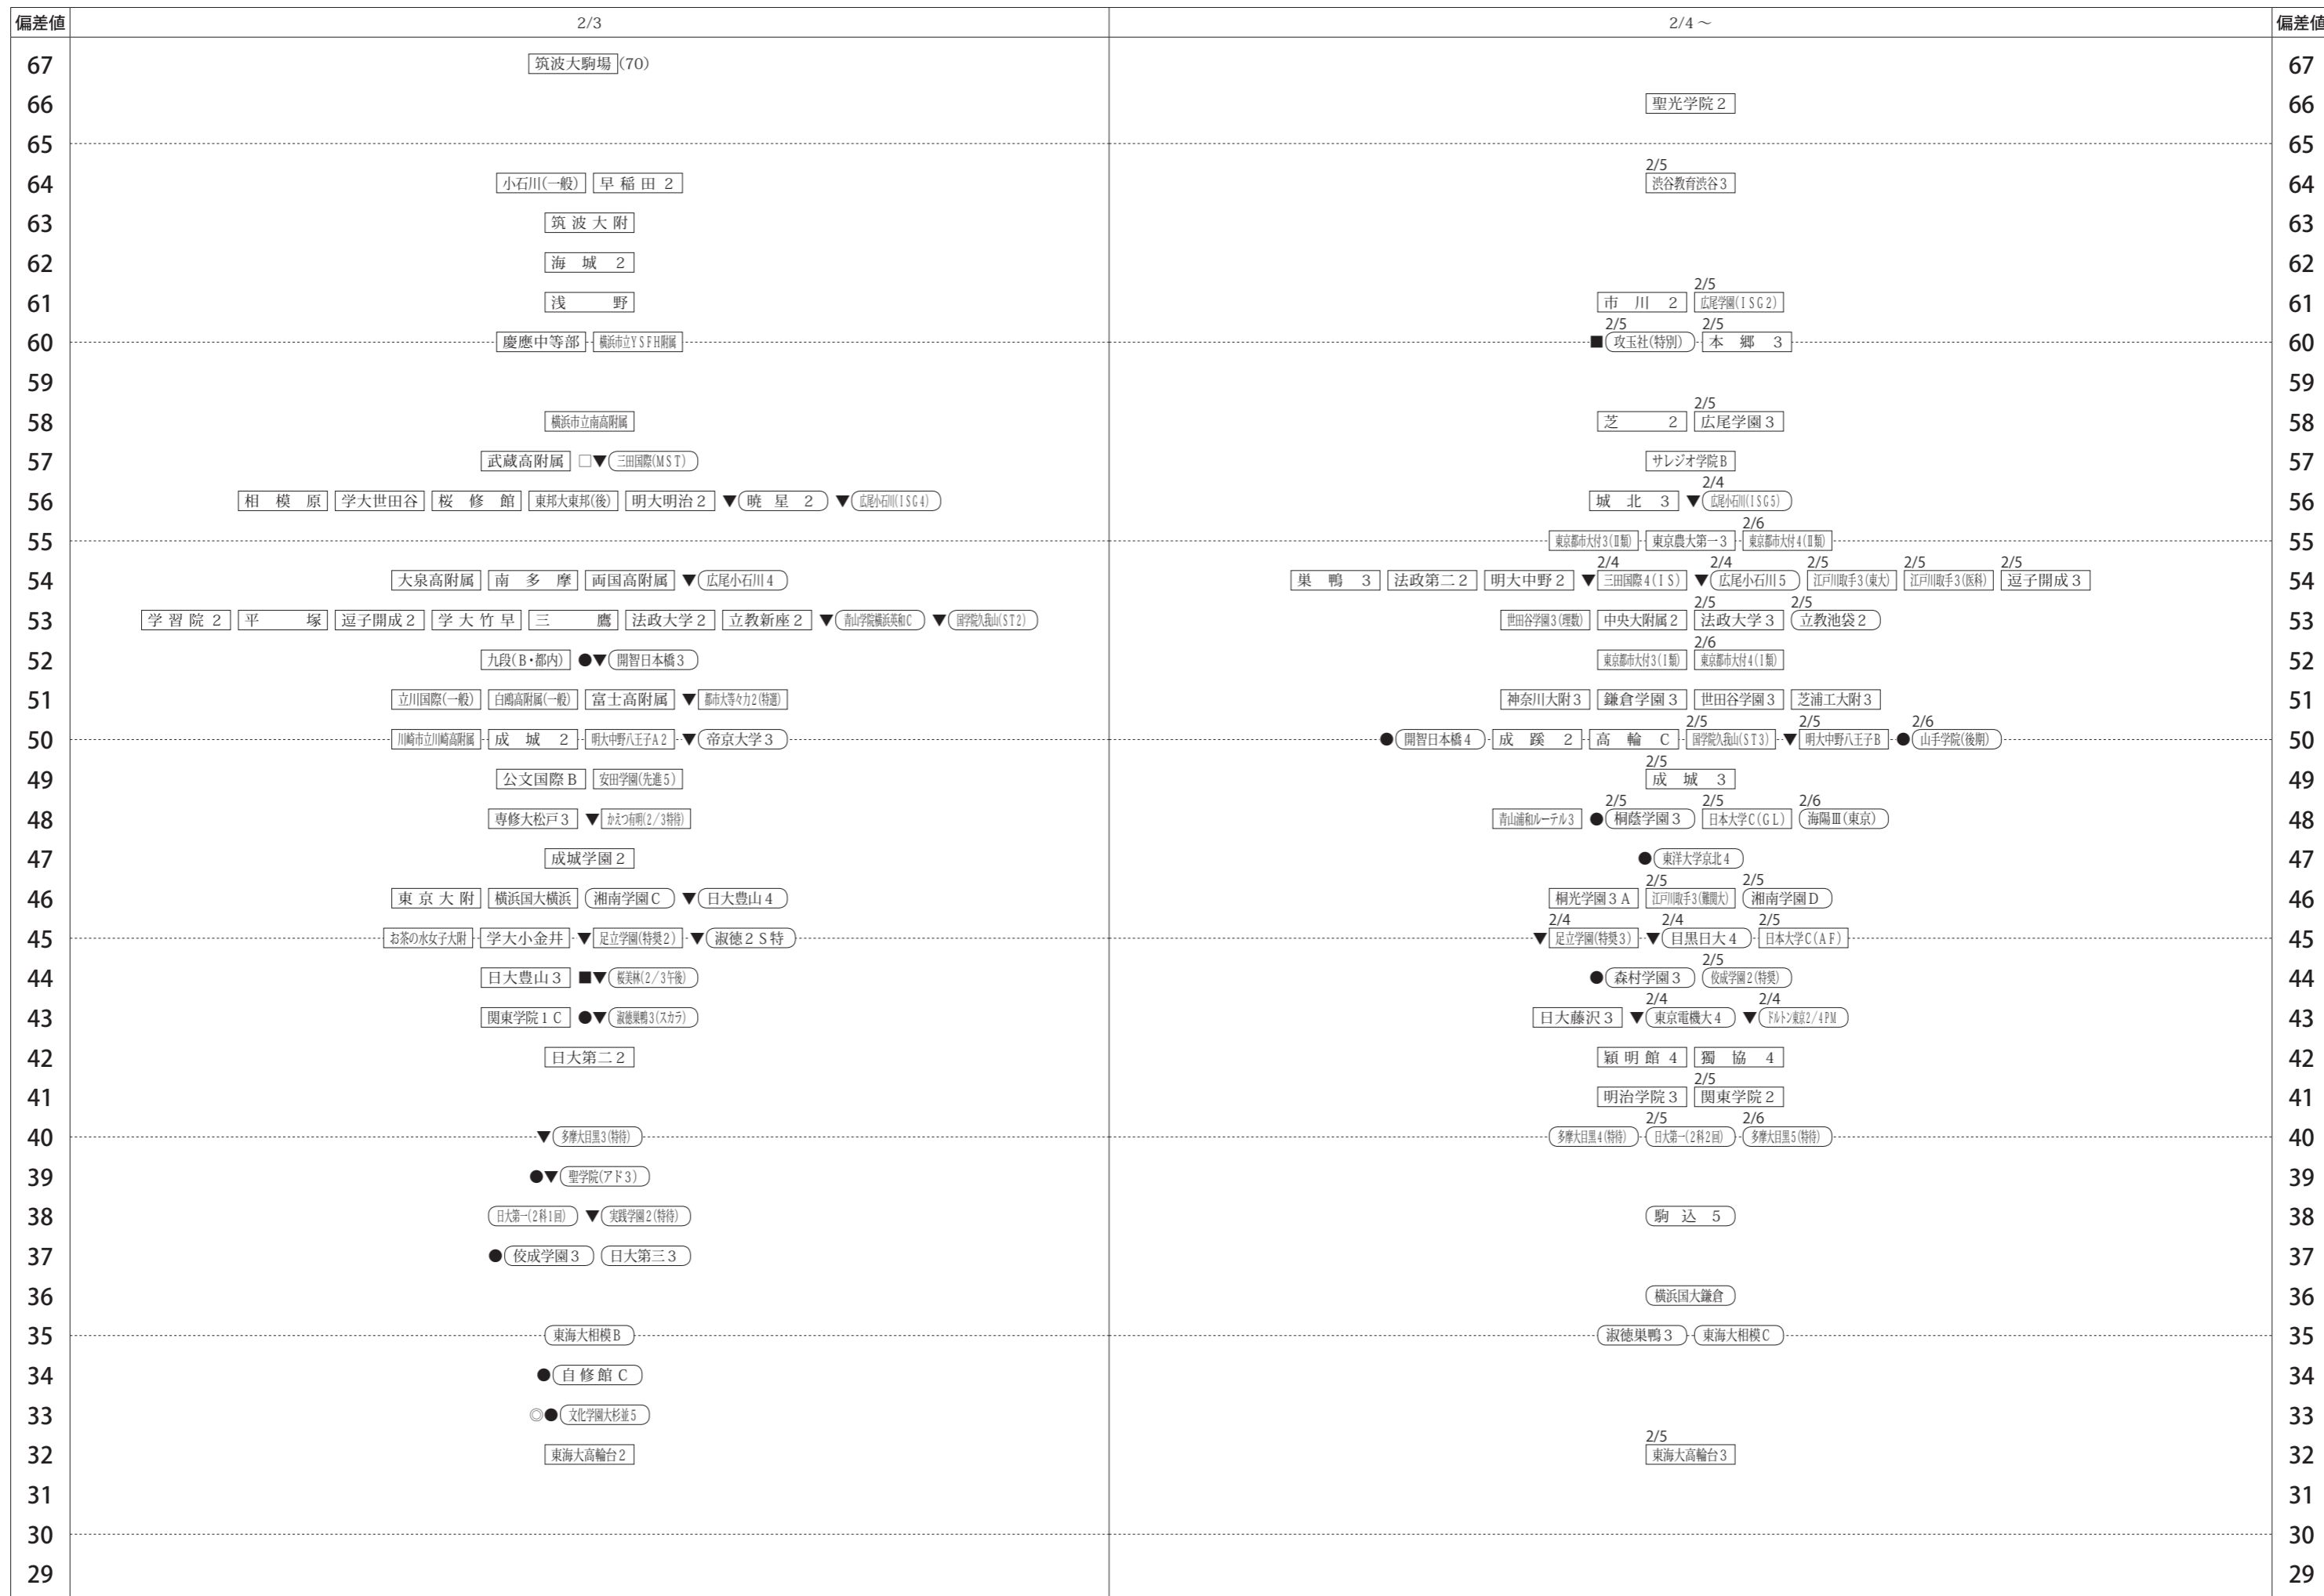 偏差値 2/3 2/4～ 偏差値
67 筑波大駒場(70) 67
66 聖光学院2 66
65 65
2/5
64 小石川(一般) 早稲田2 渋谷教育渋谷3 64
63 筑波大附 63
62 海城2 62
2/5
61 浅野 市川2 広尾学園(ISG2) 61
2/5 2/5
60 慶應中等部 横浜市立YSFH附属 ■攻玉社(特別) 本郷3 60
59 59
2/5
58 横浜市立南高附属 芝2 広尾学園3 58
57 武蔵高附属 □▼三田国際(MST) サレジオ学院B 57
2/4
56 相模原 学大世田谷 桜修館 東邦大東邦(後) 明大明治2 ▼暁星2 ▼広尾小石川(ISG4) 城北3 ▼広尾小石川(ISG5) 56
2/6
55 東京都市大付3(Ⅱ類) 東京農大第一3 東京都市大付4(Ⅱ類) 55
2/4 2/4 2/5 2/5 2/5
54 大泉高附属 南多摩 両国高附属 ▼広尾小石川4 巣鴨3 法政第二2 明大中野2 ▼三田国際4(IS) ▼広尾小石川5 江戸川取手3(東大) 江戸川取手3(医科) 逗子開成3 54
2/5 2/5
53 学習院2 平塚 逗子開成2 学大竹早 三鷹 法政大学2 立教新座2 ▼青山学院横浜英和C ▼国学院久我山(ST2) 世田谷学園3(理数) 中央大附属2 法政大学3 立教池袋2 53
2/6
52 九段(B・都内) ●▼開智日本橋3 東京都市大付3(Ⅰ類) 東京都市大付4(Ⅰ類) 52
51 立川国際(一般) 白鷗高附属(一般) 富士高附属 ▼都市大等々力2(特選) 神奈川大附3 鎌倉学園3 世田谷学園3 芝浦工大附3 51
2/5 2/5 2/6
50 川崎市立川崎高附属 成城2 明大中野八王子A2 ▼帝京大学3 ●開智日本橋4 成蹊2 高輪C 国学院久我山(ST3) ▼明大中野八王子B ●山手学院(後期) 50
2/5
49 公文国際B 安田学園(先進5) 成城3 49
2/5 2/5 2/6
48 専修大松戸3 ▼かえつ有明(2/3特待) 青山浦和ルーテル3 ●桐蔭学園3 日本大学C(GL) 海陽Ⅲ(東京) 48
47 成城学園2 ●東洋大学京北4 47
2/5 2/5
46 東京大附 横浜国大横浜 湘南学園C ▼日大豊山4 桐光学園3A 江戸川取手3(難関大) 湘南学園D 46
2/4 2/4 2/5
45 お茶の水女子大附 学大小金井 ▼足立学園(特奨2) ▼淑徳2S特 ▼足立学園(特奨3) ▼目黒日大4 日本大学C(AF) 45
2/5
44 日大豊山3 ■▼桜美林(2/3午後) ●森村学園3 佼成学園2(特奨) 44
2/4 2/4
43 関東学院1C ●▼淑徳巣鴨3(スカラ) 日大藤沢3 ▼東京電機大4 ▼ドルトン東京2/4PM 43
42 日大第二2 穎明館4 獨協4 42
2/5
41 明治学院3 関東学院2 41
2/5 2/6
40 ▼多摩大目黒3(特待) 多摩大目黒4(特待) 日大第一(2科2回) 多摩大目黒5(特待) 40
39 ●▼聖学院(アド3) 39
38 日大第一(2科1回) ▼実践学園2(特待) 駒込5 38
37 ●佼成学園3 日大第三3 37
36 横浜国大鎌倉 36
35 東海大相模B 淑徳巣鴨3 東海大相模C 35
34 ●自修館C 34
33 ◎●文化学園大杉並5 33
2/5
32 東海大高輪台2 東海大高輪台3 32
31 31
30 30
29 29